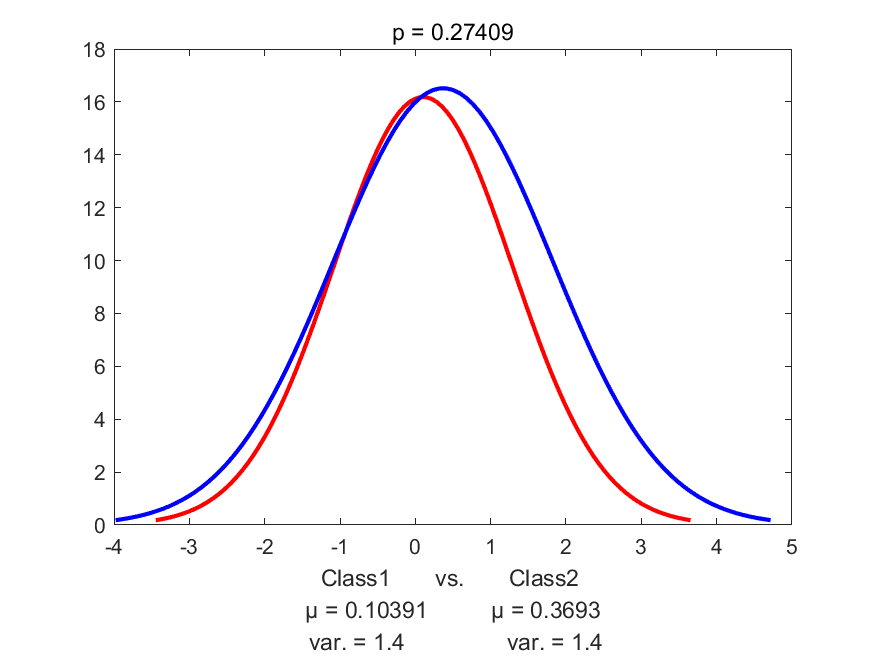 p = 0.27409
18
16
14
12
10
8
6
4
2
0
-4 -3 -2 -1 0 1 2 3 4 5
Class1 vs. Class2
μ = 0.10391 μ = 0.3693
var. = 1.4 var. = 1.4